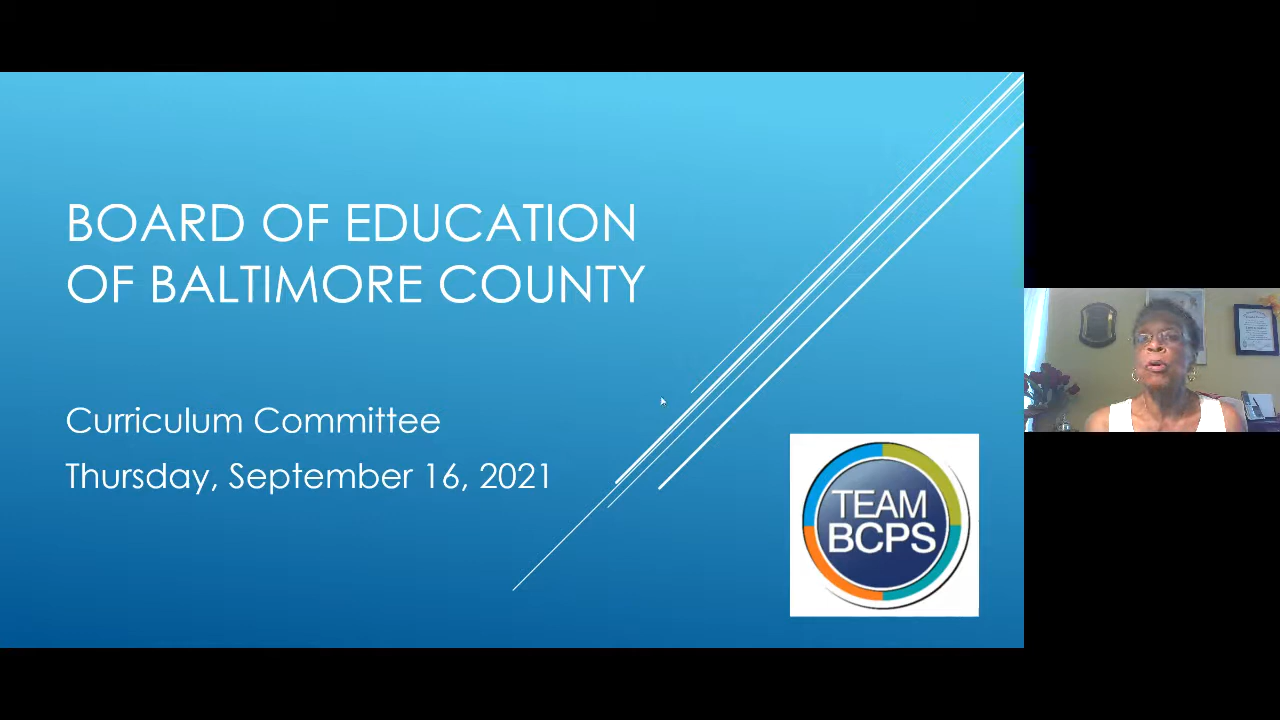 BOARD OF EDUCATION
OF BALTIMORE COUNTY
Curriculum Committee
Thursday, September 16, 2021
TEAM
BCPS